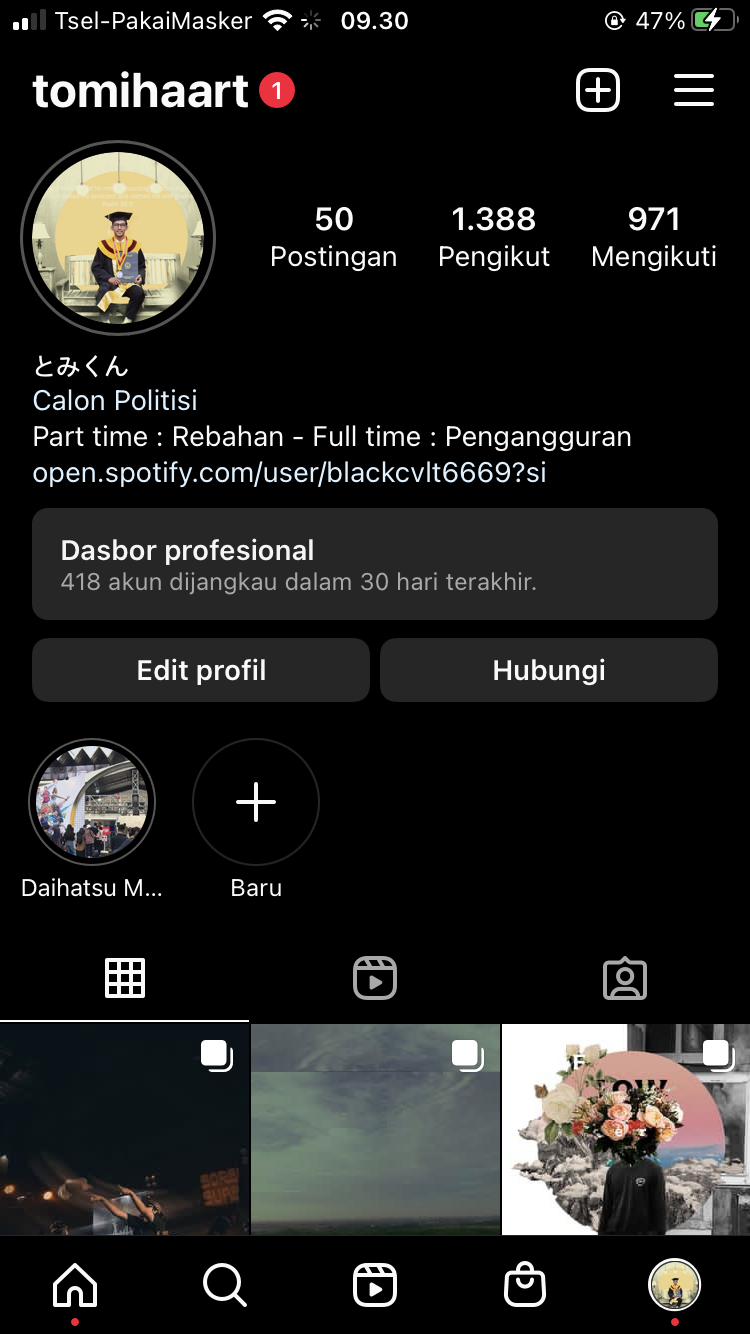 Tsel-PakaiMasker 09.30 47%
tomihaart 1
50 1.388 971
Postingan Pengikut Mengikuti
とみくん
Calon Politisi
Part time : Rebahan - Full time : Pengangguran
open.spotify.com/user/blackcvlt6669?si
Dasbor profesional
418 akun dijangkau dalam 30 hari terakhir.
Edit profil Hubungi
Daihatsu M... Baru